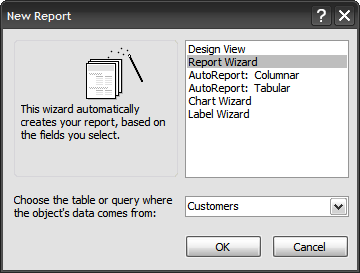 New Report
Design View
Report Wizard
AutoReport: Columnar
AutoReport: Tabular
Chart Wizard
Label Wizard
This wizard automatically
creates your report, based on
the fields you select.
Choose the table or query where
the object's data comes from:
Customers
OK
Cancel